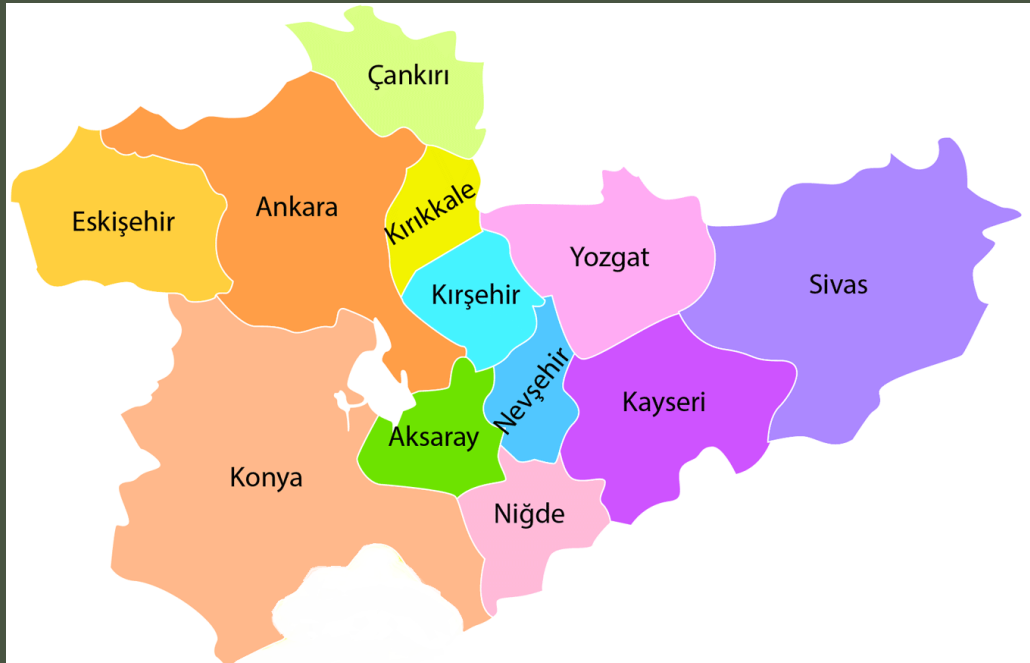 Çankırı
Eskişehir
Ankara
Kırıkkale
Kırşehir
Yozgat
Sivas
Nevşehir
Kayseri
Aksaray
Konya
Niğde